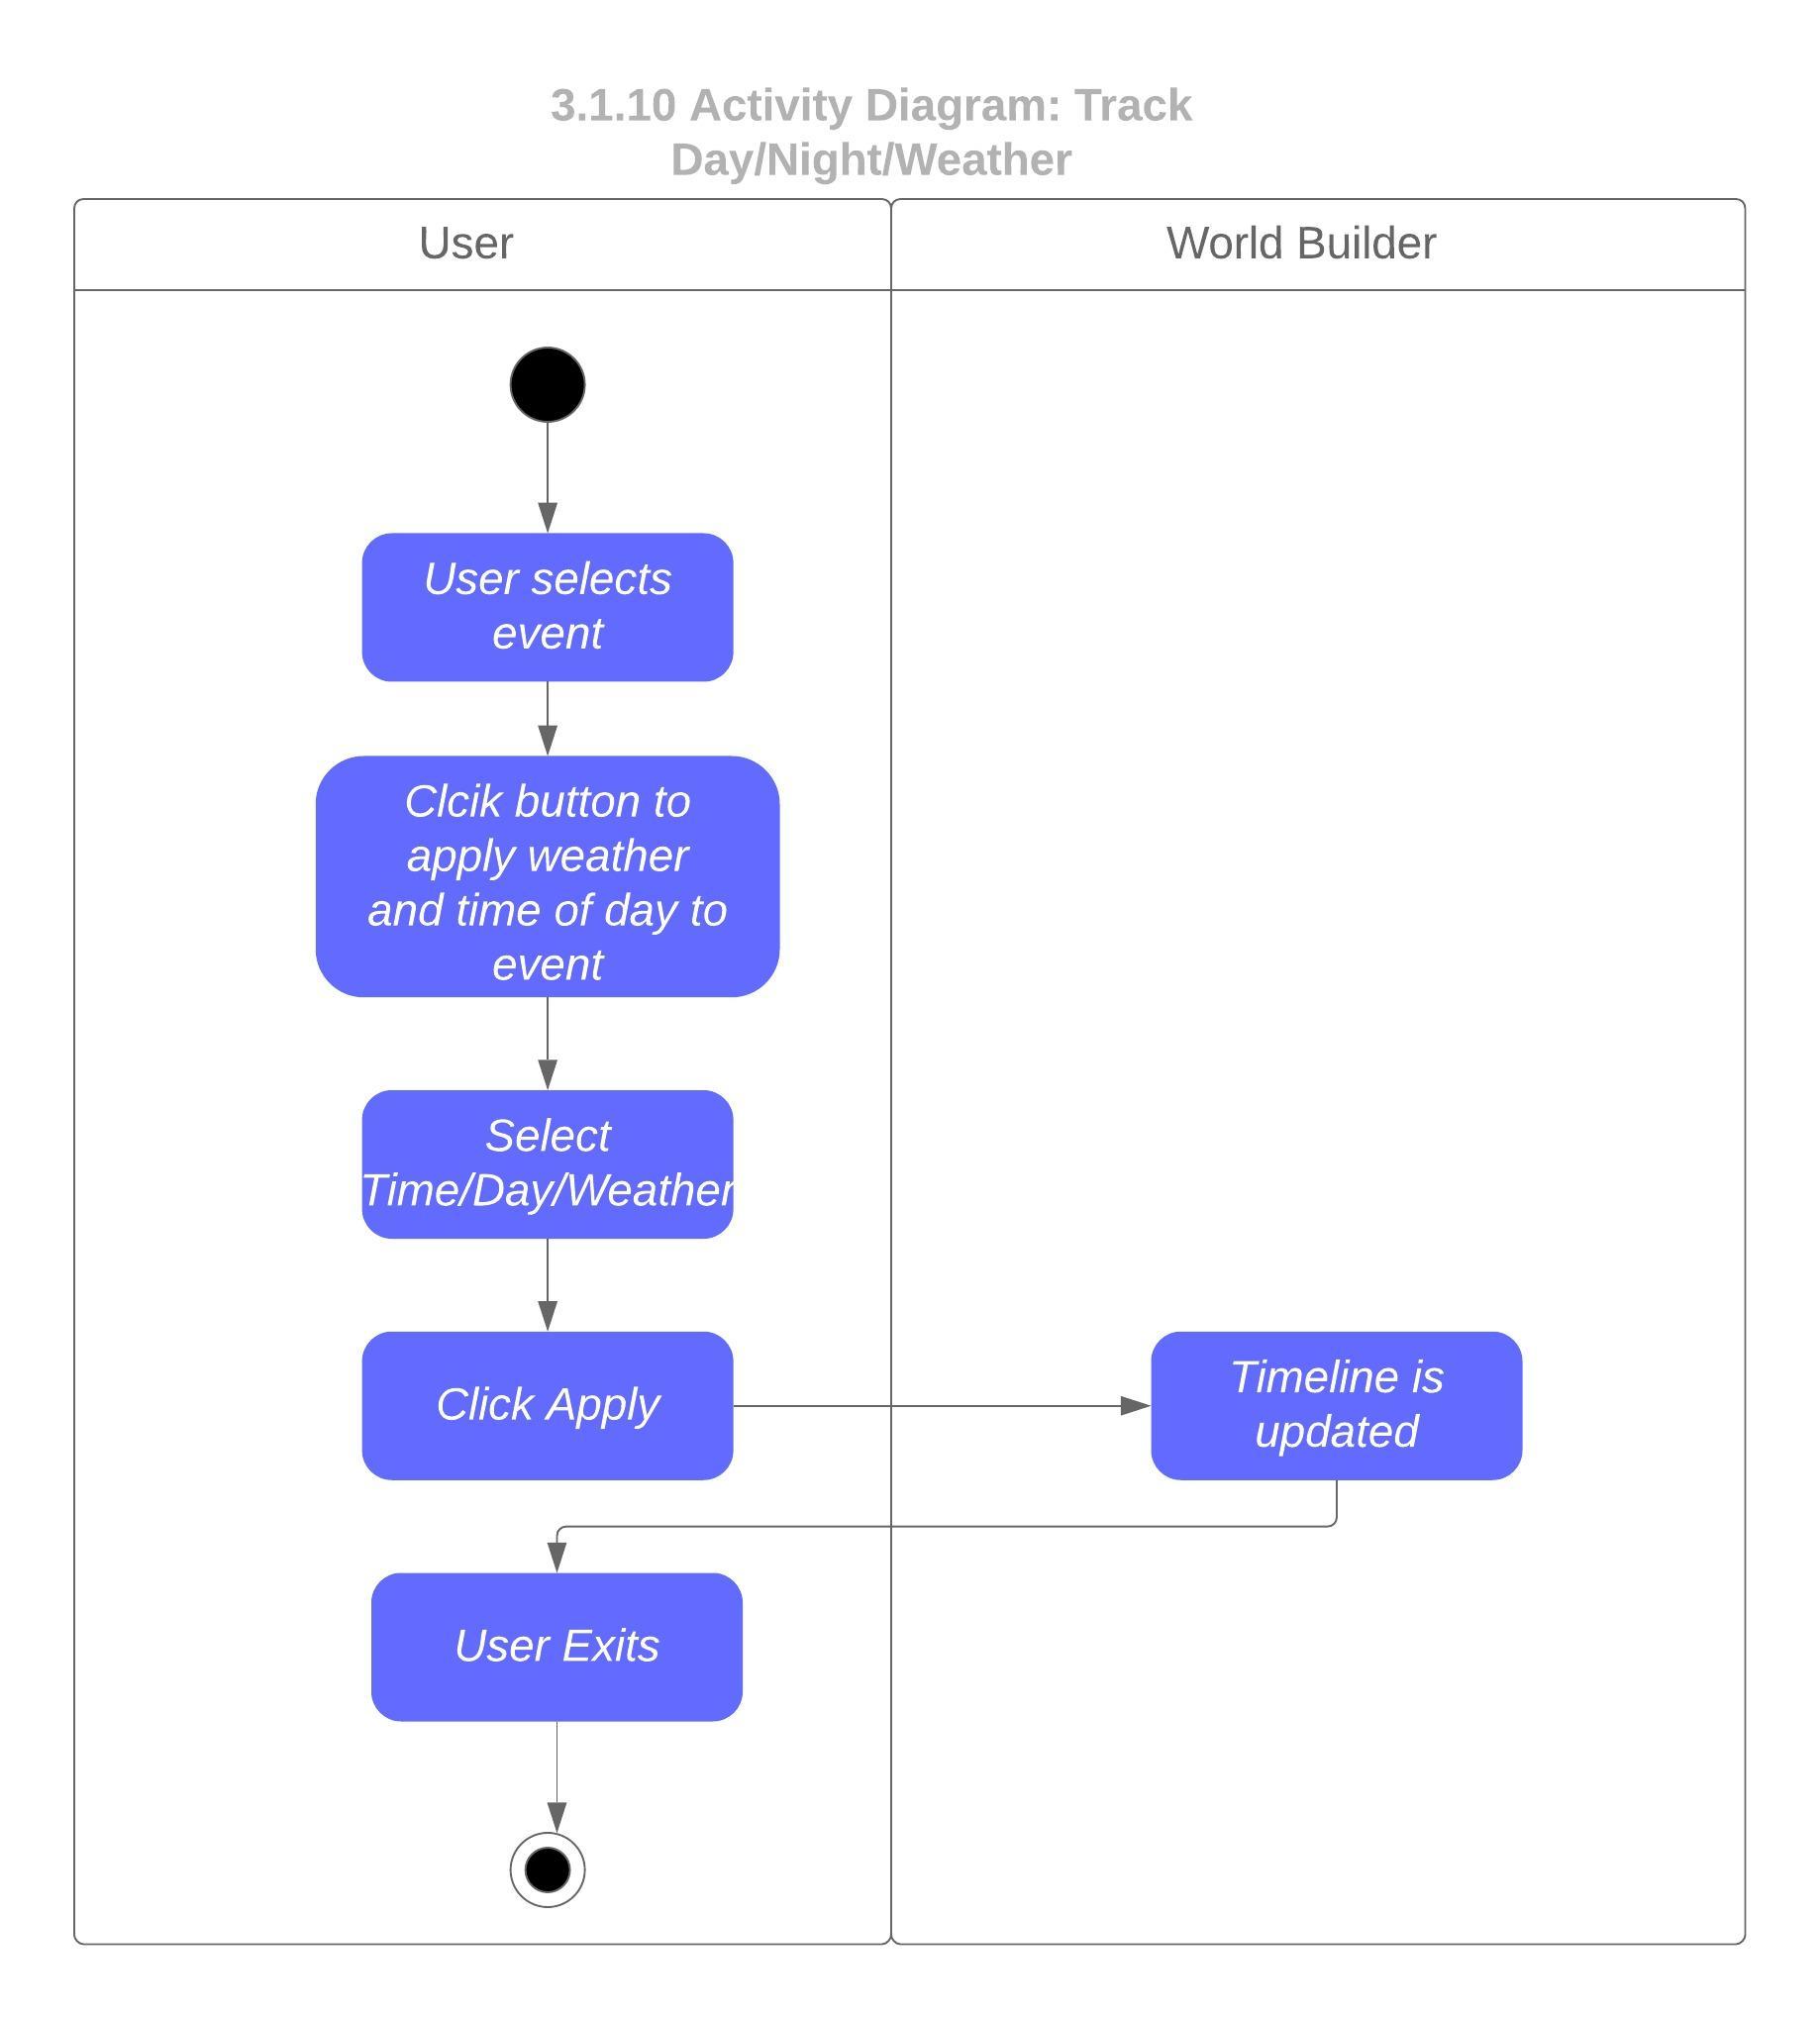 3.1.10 Activity Diagram: Track
Day/Night/Weather
User
World Builder
User selects
event
Clcik button to
apply weather
and time of day to
event
Select
Time/Day/Weather
Click Apply
Timeline is
updated
User Exits